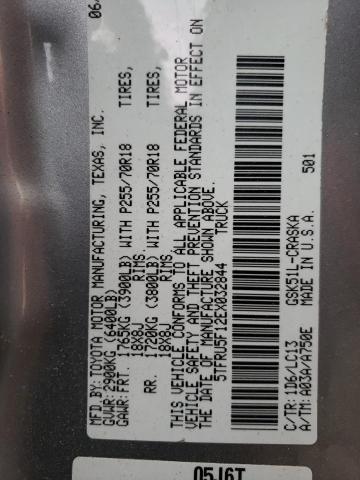 06
MFD.BY:TOYOTA MOTOR MANUFACTURING, TEXAS, INC.
GVWR:2900KG (6400LB)
GAWR:FRT. 1765KG (3900LB) WITH P255/70R18 TIRES,
18X8J RIMS,
RR. 1720KG (3800LB) WITH P255/70R18 TIRES,
18X8J RIMS
THIS VEHICLE CONFORMS TO ALL APPLICABLE FEDERAL MOTOR
VEHICLE SAFETY AND THEFT PREVENTION STANDARDS IN EFFECT ON
THE DATE OF MANUFACTURE SHOWN ABOVE.
5TFRU5F12EX032844 TRUCK
C/TR:1D6/LC13 GSK51L-CRASKA
A/TM:A03A/A750E MADE IN U.S.A. 501
05J6T